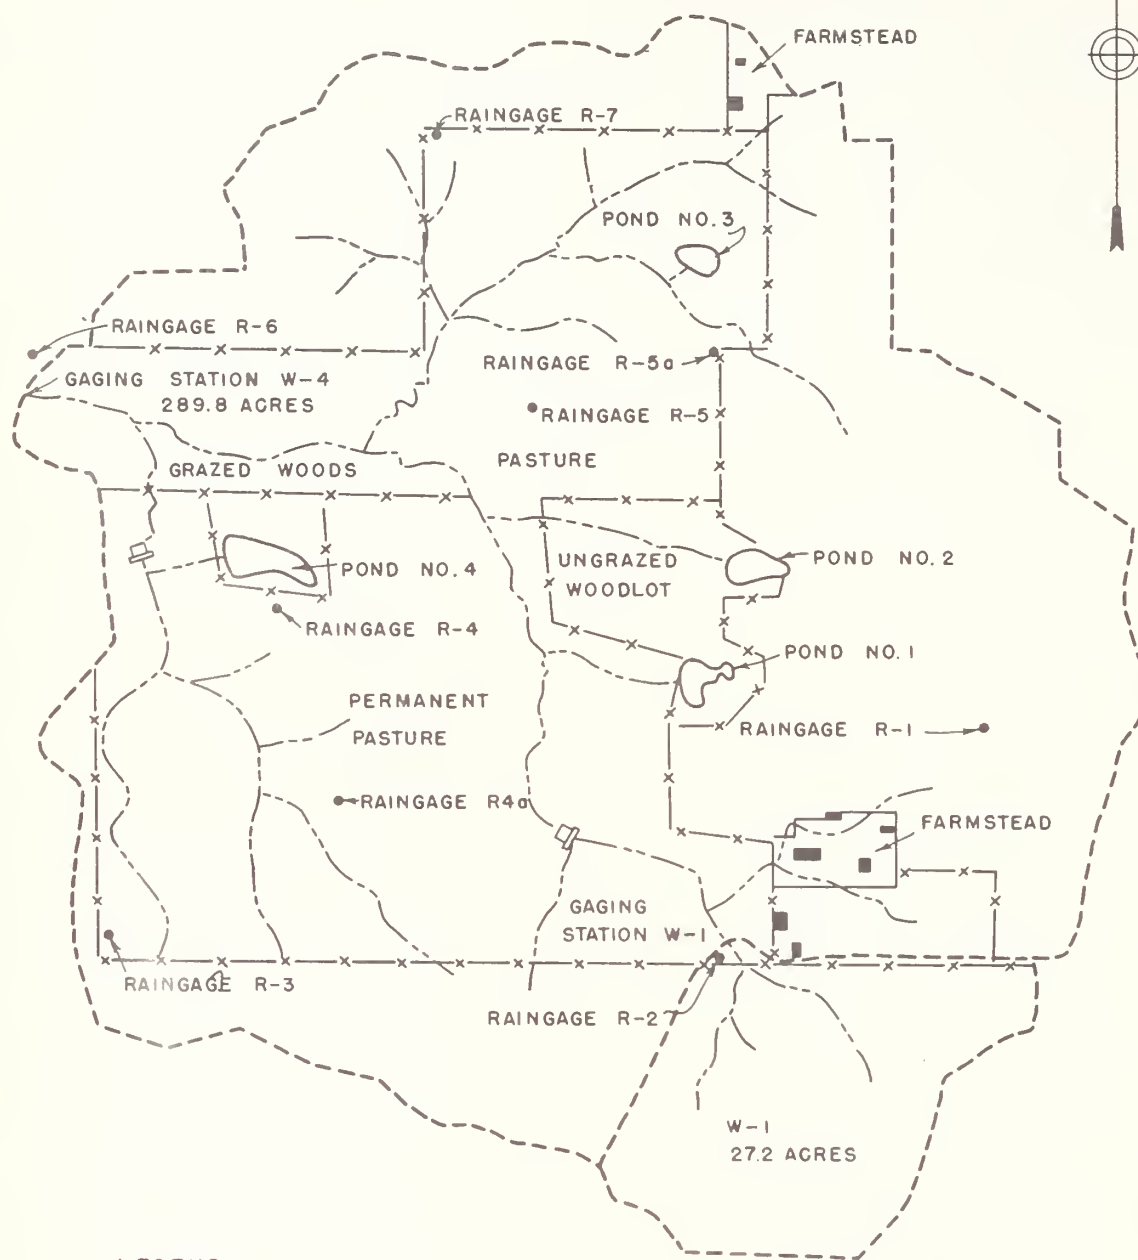 FARMSTEAD
RAINGAGE R-7
POND NO. 3
RAINGAGE R-6
RAINGAGE R-5a
GAGING STATION W-4
289.8 ACRES
RAINGAGE R-5
PASTURE
GRAZED WOODS
POND NO. 2
UNGRAZED
WOODLOT
POND NO. 4
RAINGAGE R-4
POND NO. 1
PERMANENT
PASTURE
RAINGAGE R-1
RAINGAGE R4a
FARMSTEAD
GAGING
STATION W-1
RAINGAGE R-3
RAINGAGE R-2
W-1
27.2 ACRES